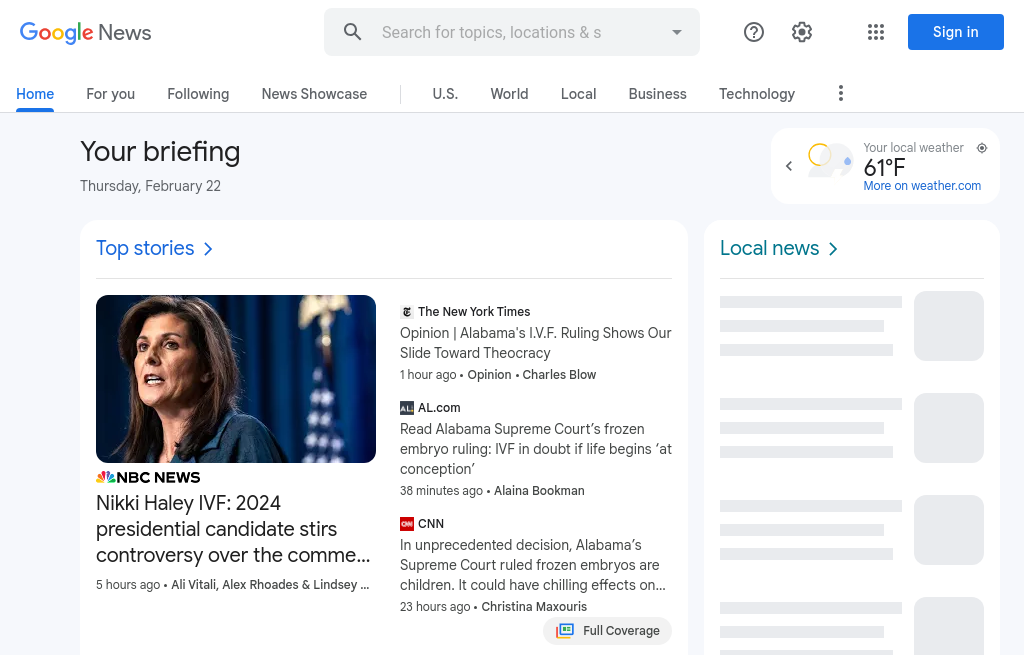 Google News
Search for topics, locations & s
Sign in
Home
For you
Following
News Showcase
U.S.
World
Local
Business
Technology
Your briefing
Thursday, February 22
Your local weather
61°F
More on weather.com
Top stories
NBC NEWS
Nikki Haley IVF: 2024
presidential candidate stirs
controversy over the comme...
5 hours ago • Ali Vitali, Alex Rhoades & Lindsey ...
The New York Times
Opinion | Alabama's I.V.F. Ruling Shows Our
Slide Toward Theocracy
1 hour ago • Opinion • Charles Blow
AL.com
Read Alabama Supreme Court’s frozen
embryo ruling: IVF in doubt if life begins ‘at
conception’
38 minutes ago • Alaina Bookman
CNN
In unprecedented decision, Alabama’s
Supreme Court ruled frozen embryos are
children. It could have chilling effects on...
23 hours ago • Christina Maxouris
Full Coverage
Local news